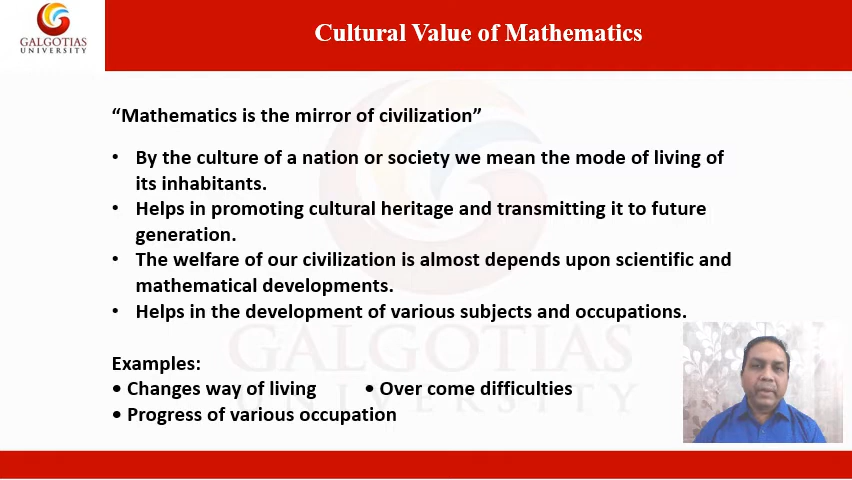 GALGOTIAS
UNIVERSITY
Cultural Value of Mathematics
“Mathematics is the mirror of civilization”
• By the culture of a nation or society we mean the mode of living of
its inhabitants.
• Helps in promoting cultural heritage and transmitting it to future
generation.
• The welfare of our civilization is almost depends upon scientific and
mathematical developments.
• Helps in the development of various subjects and occupations.
GALGOTIAS
UNIVERSITY
Examples:
• Changes way of living • Over come difficulties
• Progress of various occupation